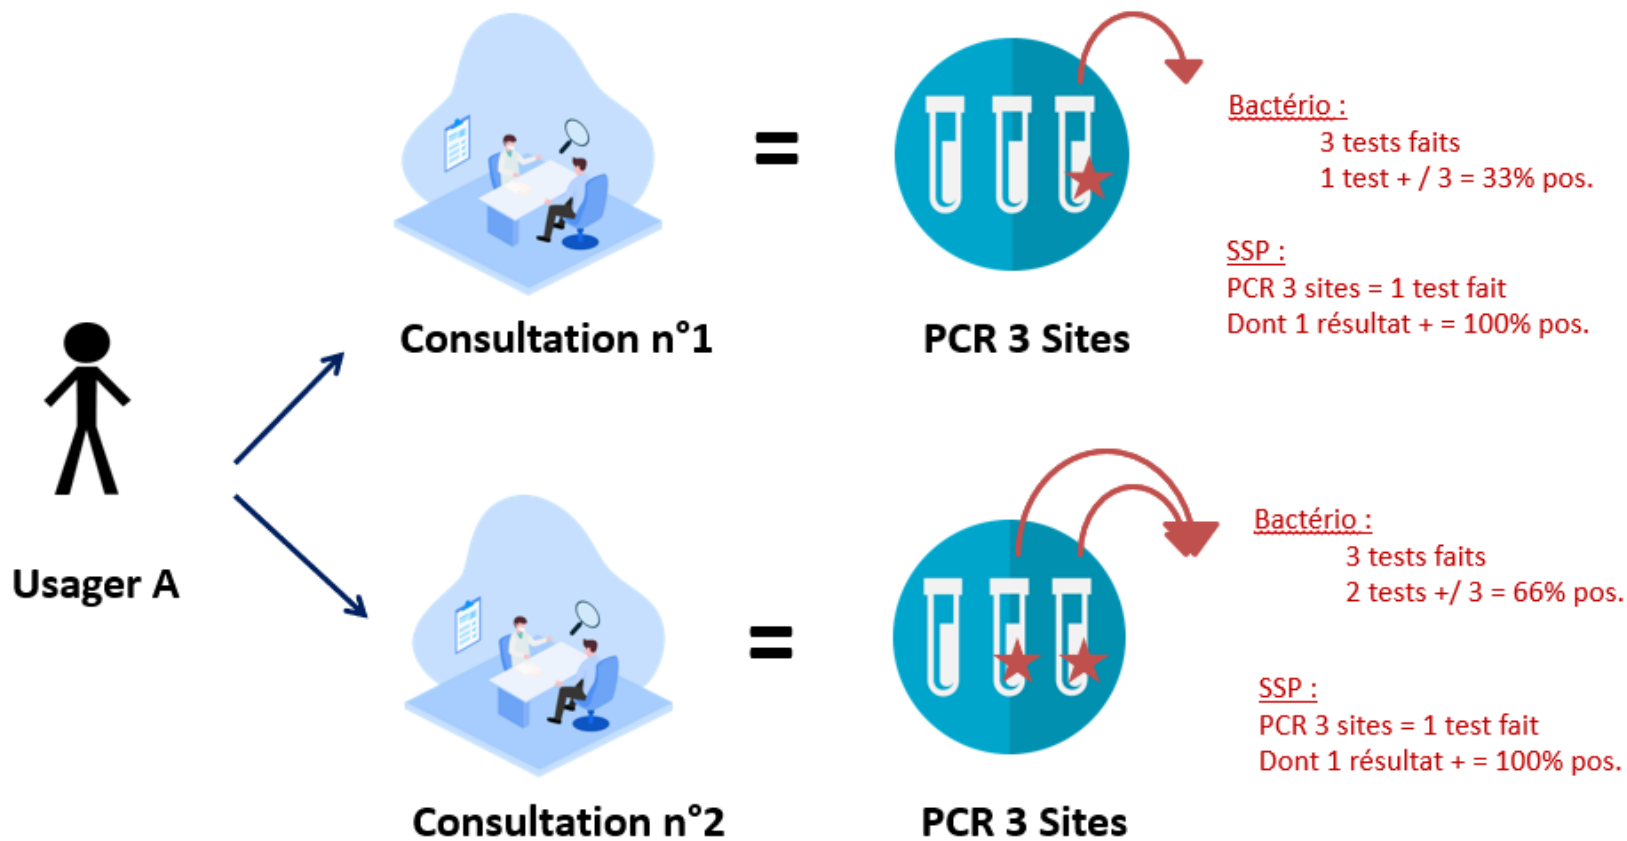 Bactério :
3 tests faits
1 test + / 3 = 33% pos.
SSP :
PCR 3 sites = 1 test fait
Dont 1 résultat + = 100% pos.
Consultation n°1
PCR 3 Sites
Usager A
Bactério :
3 tests faits
2 tests +/ 3 = 66% pos.
SSP :
PCR 3 sites = 1 test fait
Dont 1 résultat + = 100% pos.
Consultation n°2
PCR 3 Sites